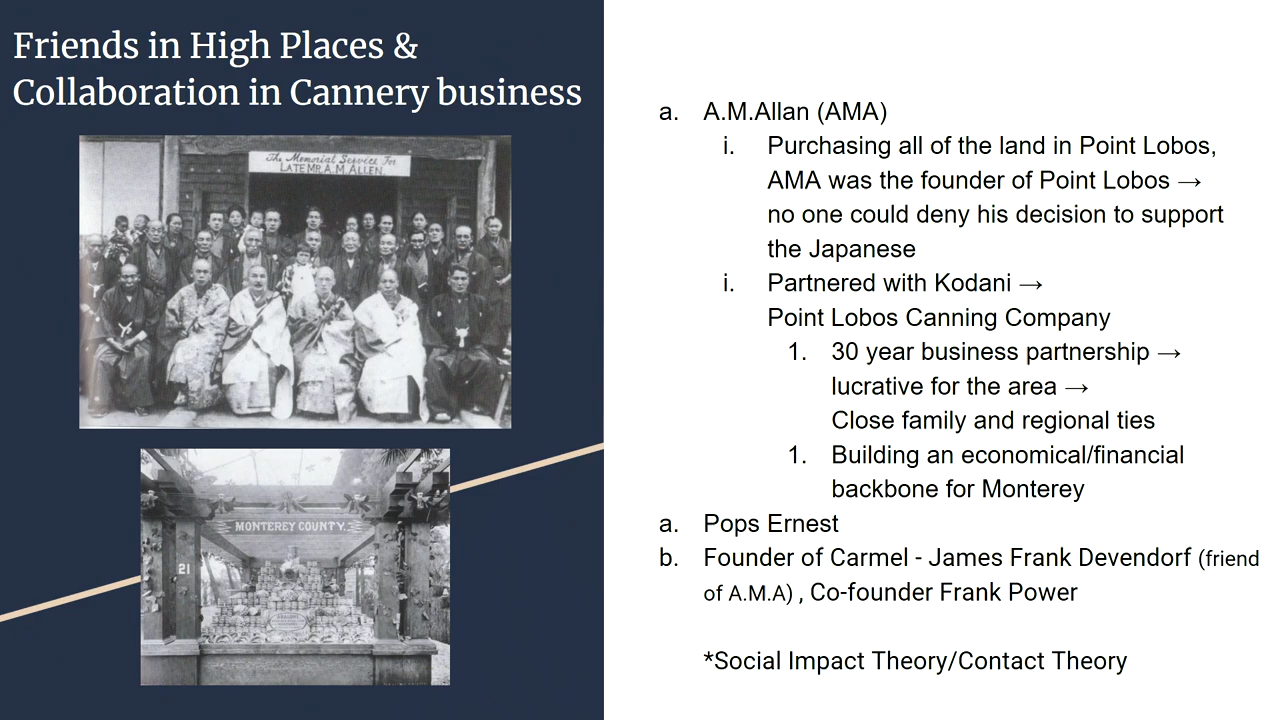 Friends in High Places &
Collaboration in Cannery business
The Memorial Service For
LATE MR. A. M. ALLEN.
MONTEREY COUNTY.
21
a. A.M.Allan (AMA)
i. Purchasing all of the land in Point Lobos,
AMA was the founder of Point Lobos →
no one could deny his decision to support
the Japanese
i. Partnered with Kodani →
Point Lobos Canning Company
1. 30 year business partnership →
lucrative for the area →
Close family and regional ties
1. Building an economical/financial
backbone for Monterey
a. Pops Ernest
b. Founder of Carmel - James Frank Devendorf (friend
of A.M.A) , Co-founder Frank Power
*Social Impact Theory/Contact Theory